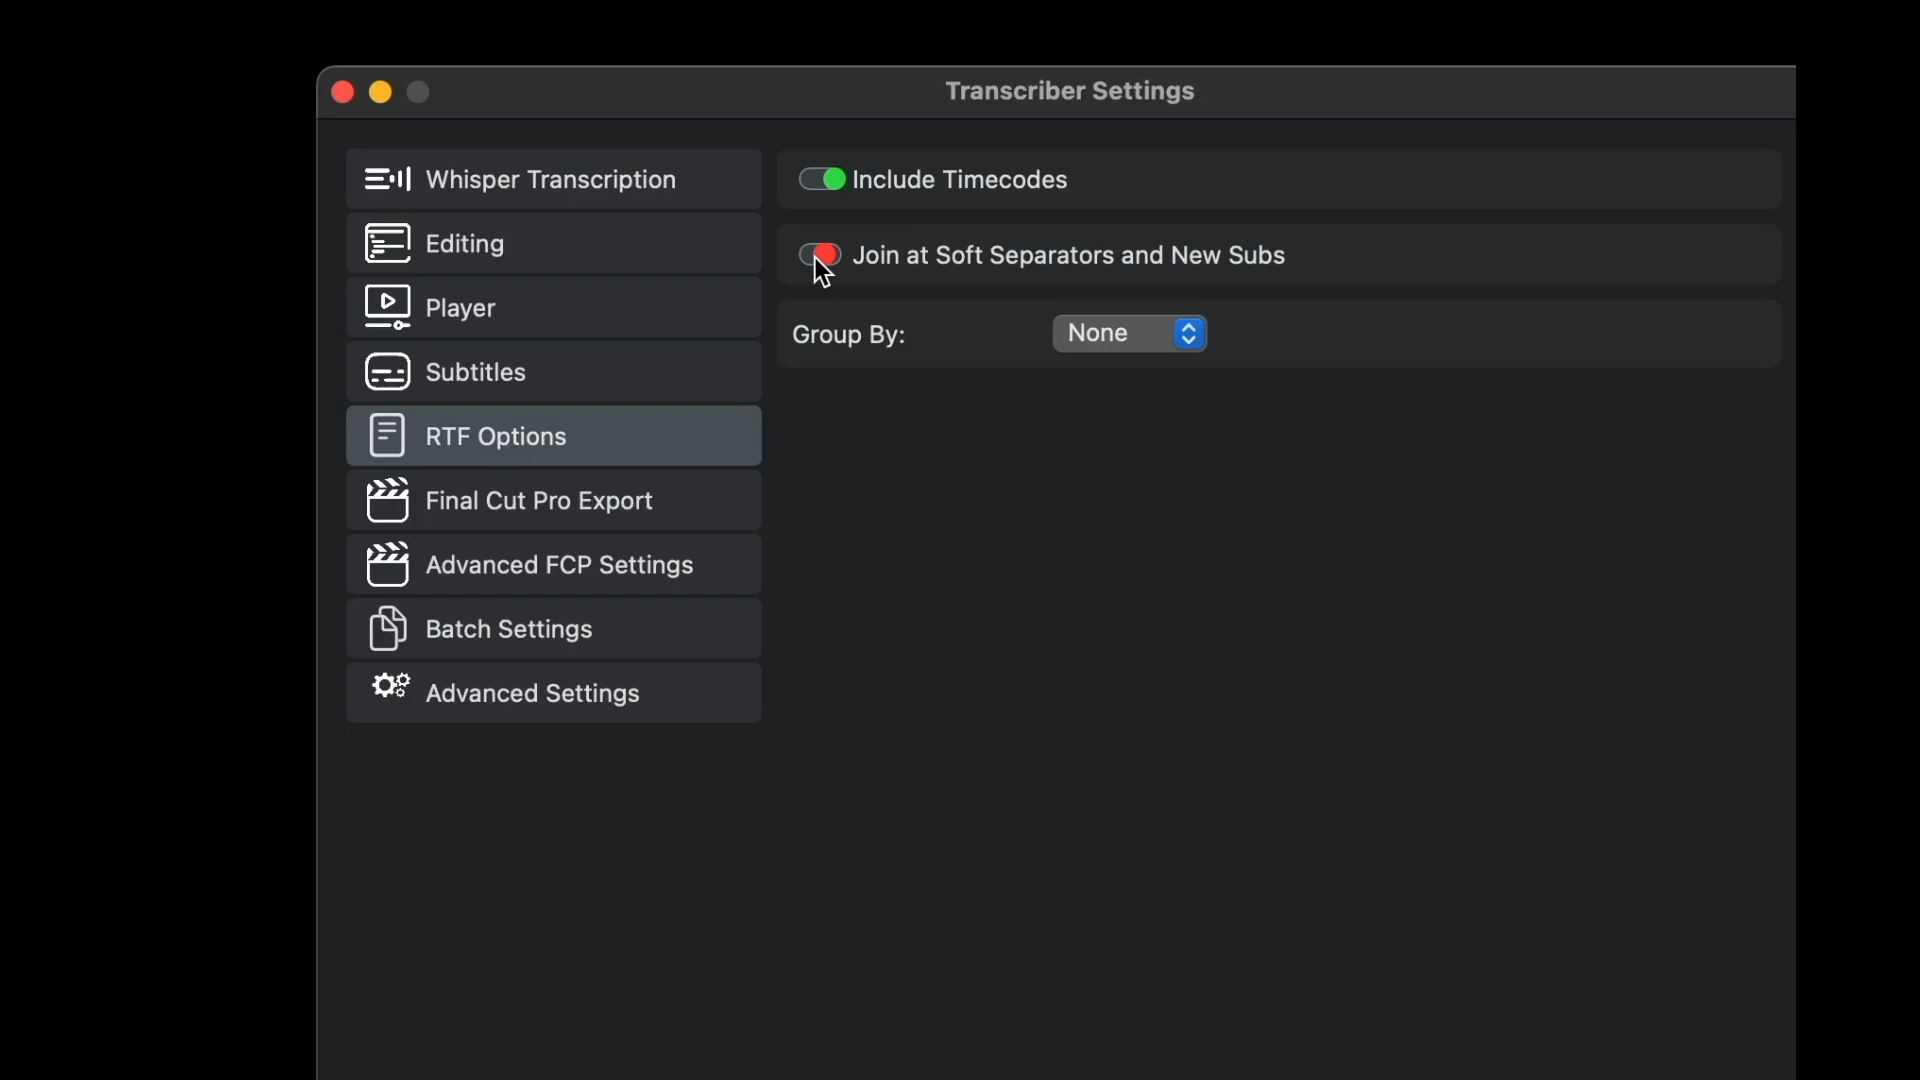 Transcriber Settings
Whisper Transcription
Editing
Player
Subtitles
RTF Options
Final Cut Pro Export
Advanced FCP Settings
Batch Settings
Advanced Settings
Include Timecodes
Join at Soft Separators and New Subs
Group By: None